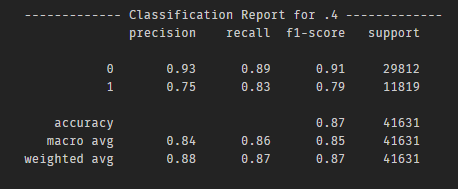 ------------- Classification Report for .4 -------------
precision recall f1-score support
0 0.93 0.89 0.91 29812
1 0.75 0.83 0.79 11819
accuracy 0.87 41631
macro avg 0.84 0.86 0.85 41631
weighted avg 0.88 0.87 0.87 41631